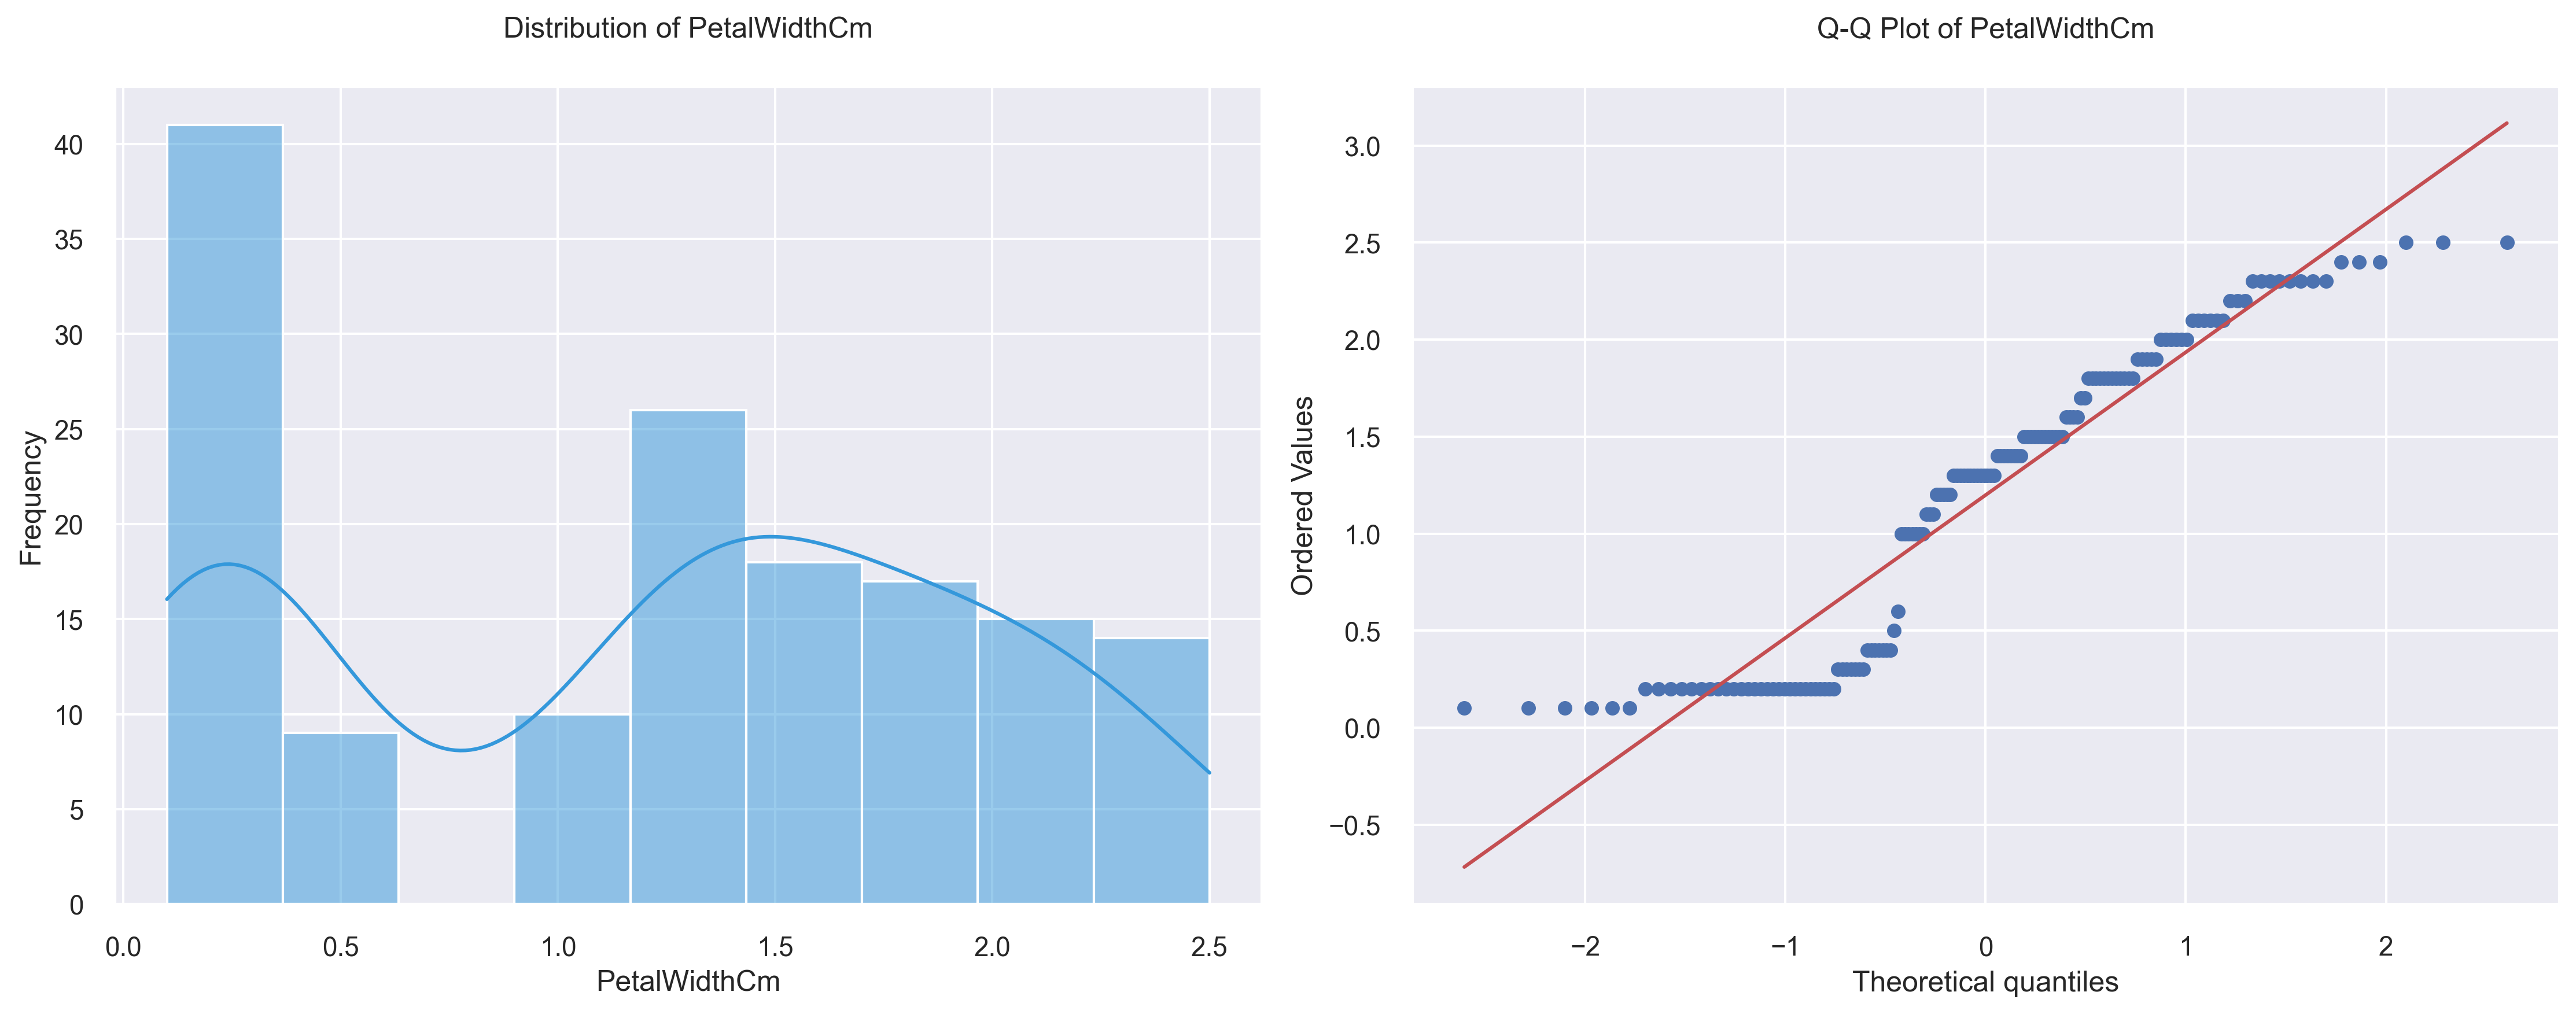 Distribution of PetalWidthCm
40
35
30
25
20
15
10
5
0
Frequency
0.0 0.5 1.0 1.5 2.0 2.5
PetalWidthCm
Q-Q Plot of PetalWidthCm
3.0
2.5
2.0
1.5
1.0
0.5
0.0
−0.5
Ordered Values
−2 −1 0 1 2
Theoretical quantiles